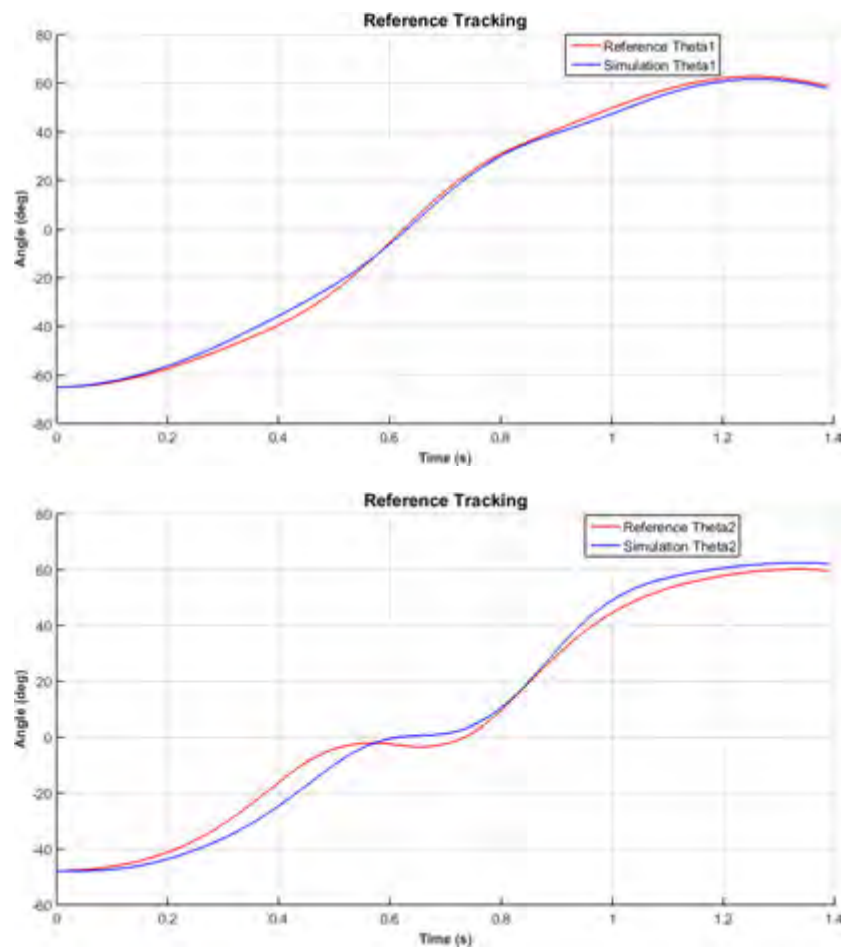 Reference Tracking
Reference Theta1
Simulation Theta1
80
60
40
20
0
-20
-40
-60
-80
Angle (deg)
0 0.2 0.4 0.6 0.8 1 1.2 1.4
Time (s)
Reference Tracking
Reference Theta2
Simulation Theta2
80
60
40
20
0
-20
-40
-60
Angle (deg)
0 0.2 0.4 0.6 0.8 1 1.2 1.4
Time (s)